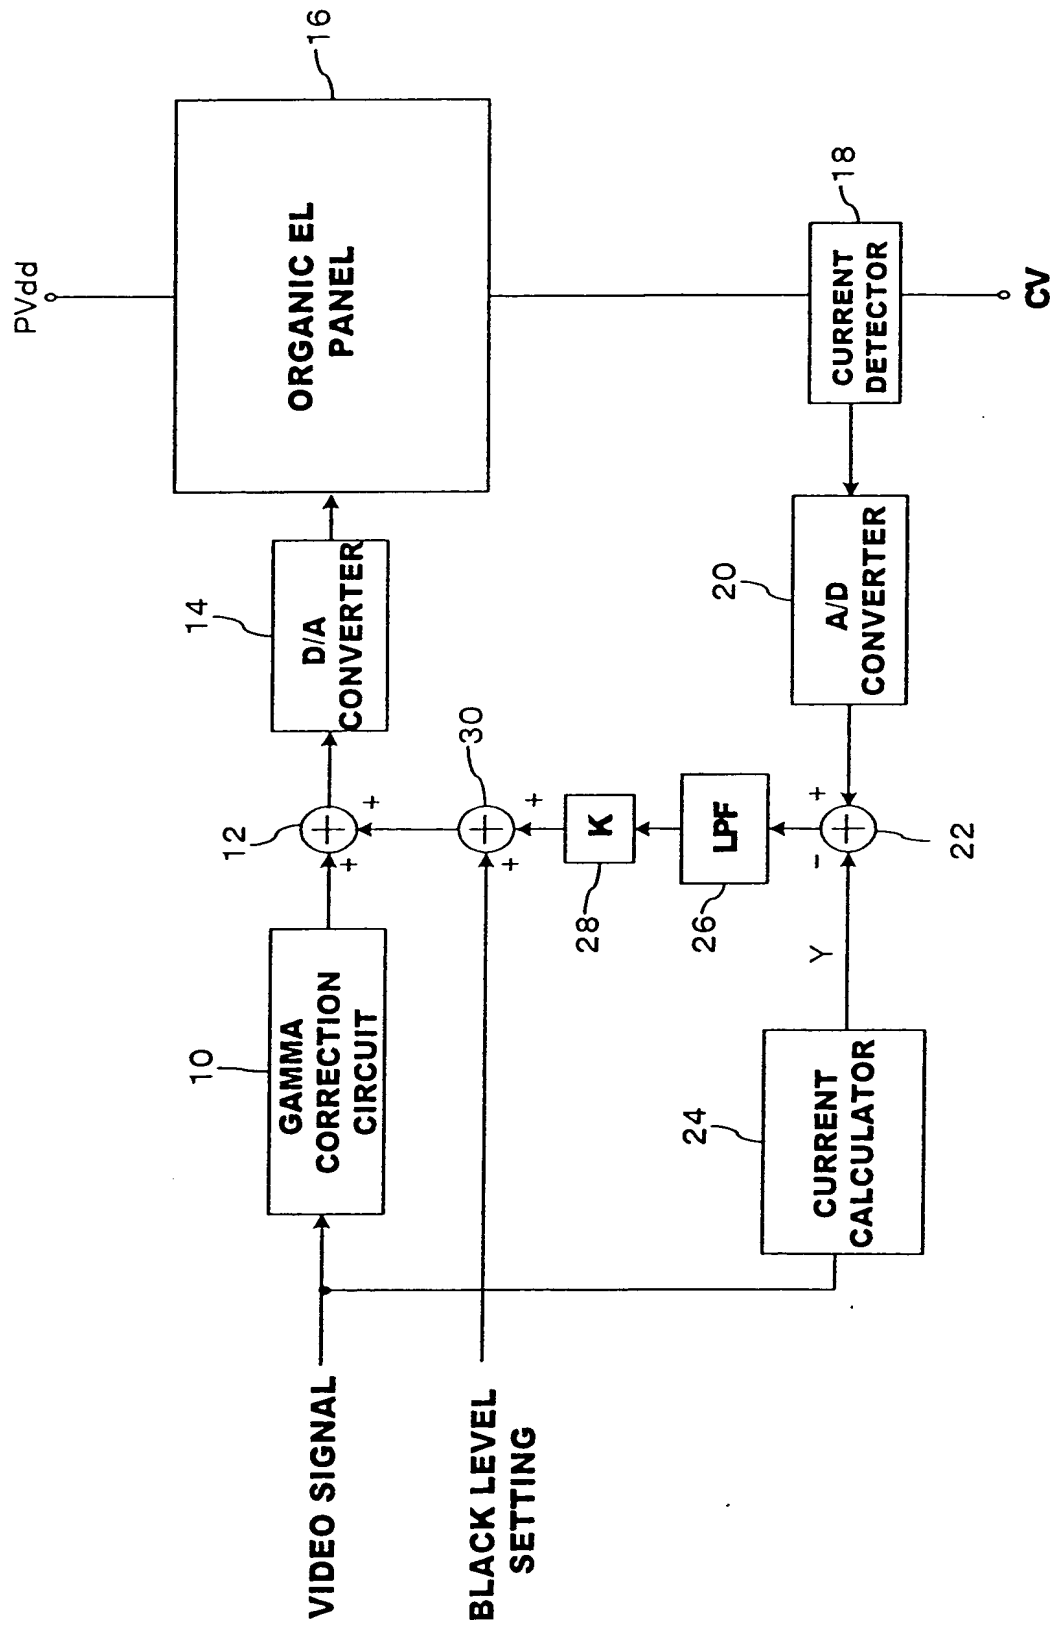 PVdd
16
ORGANIC EL
PANEL
14
D/A
CONVERTER
12
+
+
10
GAMMA
CORRECTION
CIRCUIT
VIDEO SIGNAL
30
+
+
BLACK LEVEL
SETTING
28
K
26
LPF
18
CURRENT
DETECTOR
20
A/D
CONVERTER
+
-
22
Y
24
CURRENT
CALCULATOR
CV